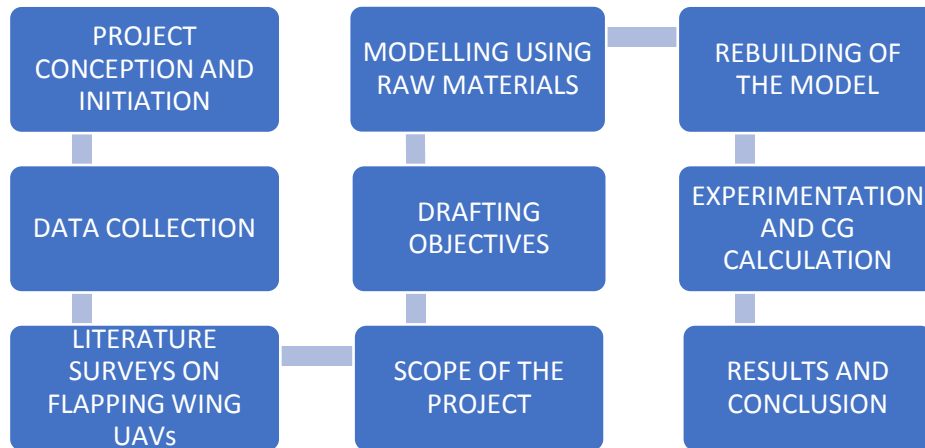 PROJECT
CONCEPTION AND
INITIATION
DATA COLLECTION
LITERATURE
SURVEYS ON
FLAPPING WING
UAVs
SCOPE OF THE
PROJECT
DRAFTING
OBJECTIVES
MODELLING USING
RAW MATERIALS
REBUILDING OF
THE MODEL
EXPERIMENTATION
AND CG
CALCULATION
RESULTS AND
CONCLUSION